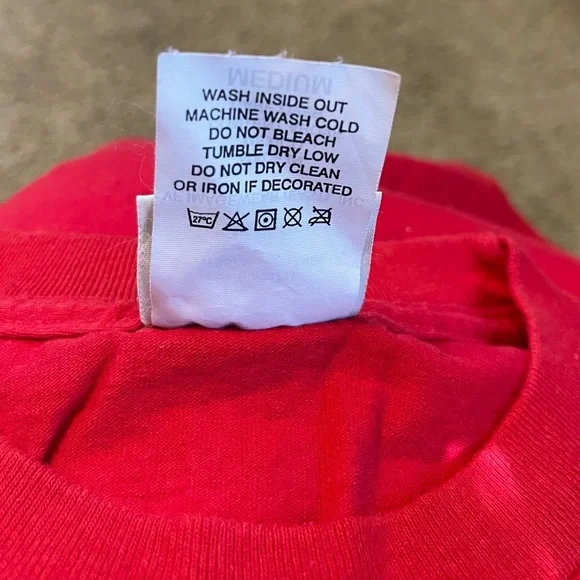 MEDIUM
WASH INSIDE OUT
MACHINE WASH COLD
DO NOT BLEACH
TUMBLE DRY LOW
DO NOT DRY CLEAN
OR IRON IF DECORATED
27°C